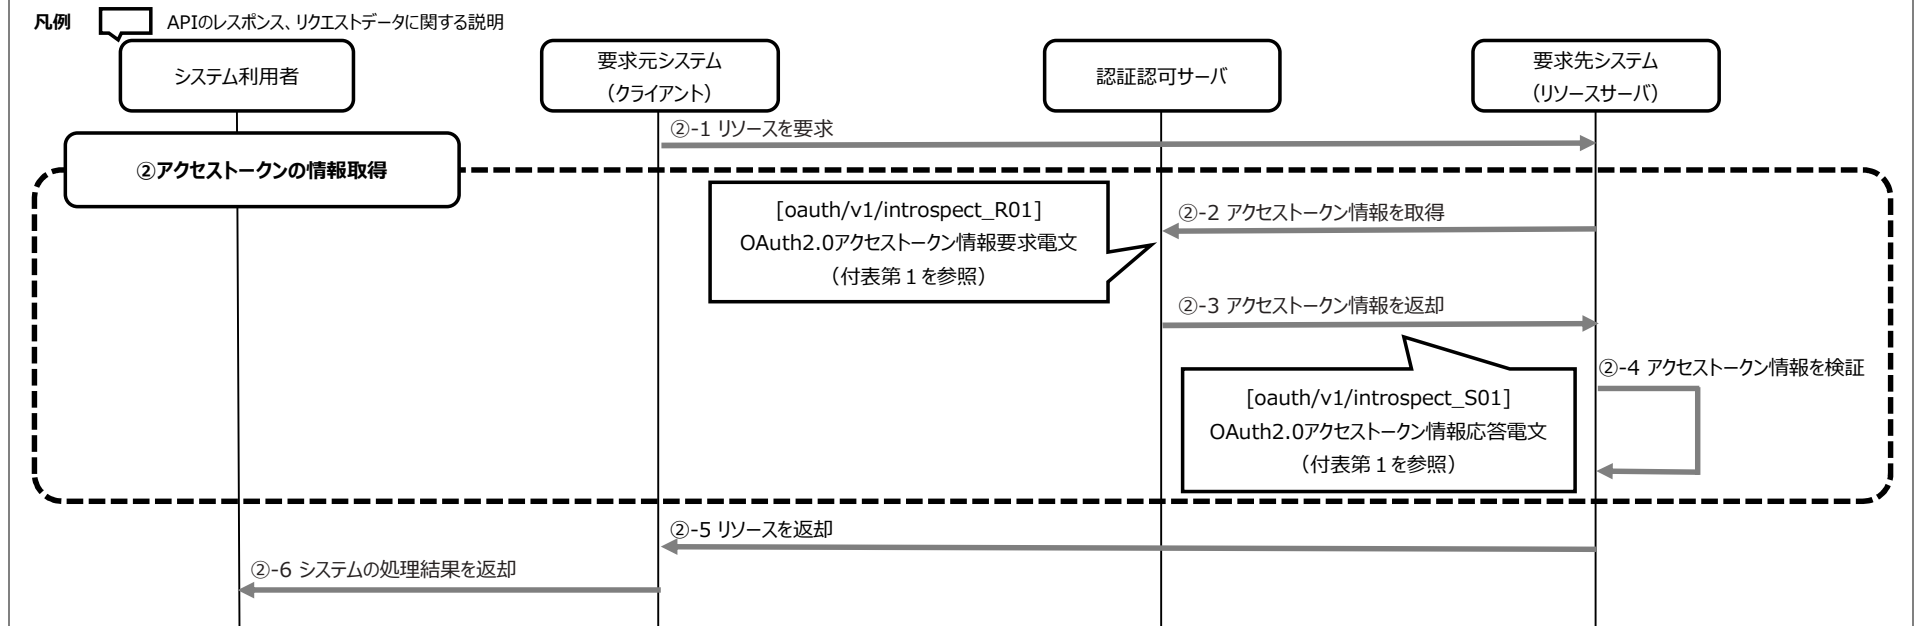 凡例
APIのレスポンス、リクエストデータに関する説明
システム利用者
要求元システム
（クライアント）
認証認可サーバ
要求先システム
（リソースサーバ）
②-1 リソースを要求
②アクセストークンの情報取得
[oauth/v1/introspect_R01]
OAuth2.0アクセストークン情報要求電文
（付表第１を参照）
②-2 アクセストークン情報を取得
②-3 アクセストークン情報を返却
②-4 アクセストークン情報を検証
[oauth/v1/introspect_S01]
OAuth2.0アクセストークン情報応答電文
（付表第１を参照）
②-5 リソースを返却
②-6 システムの処理結果を返却